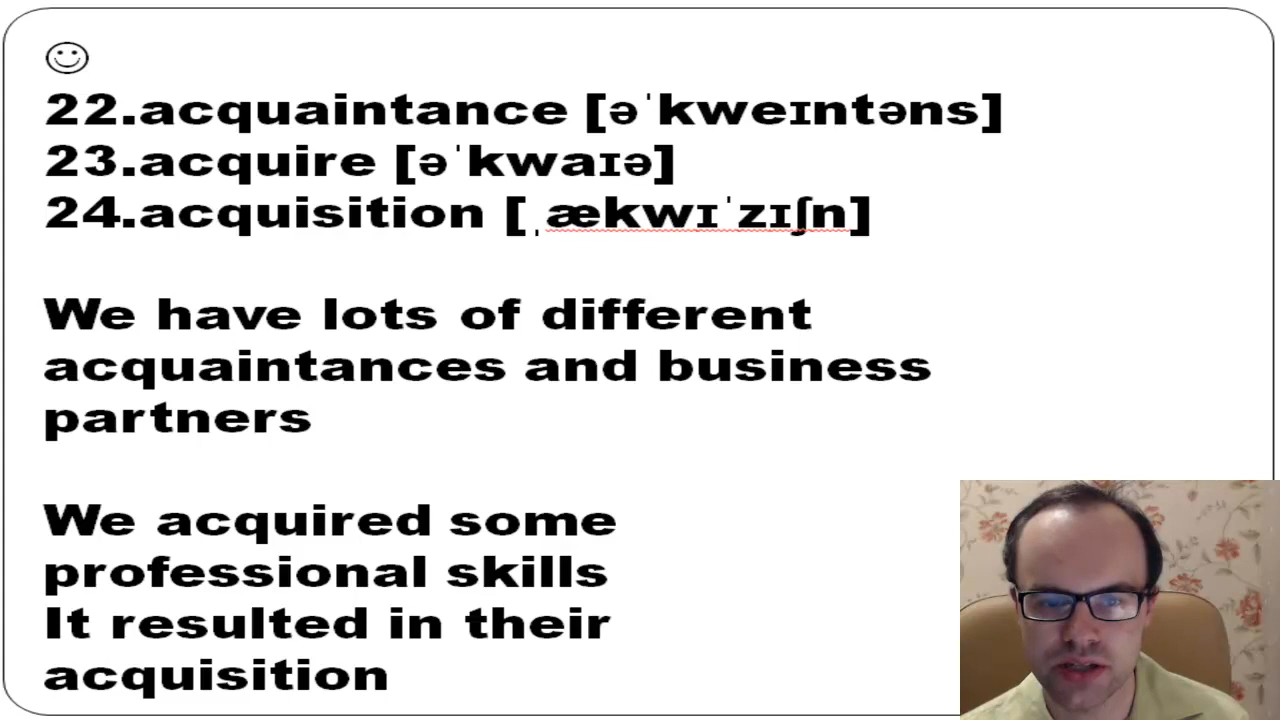 ☺
22.acquaintance [əˈkweɪntəns]
23.acquire [əˈkwaɪə]
24.acquisition [ˌækwɪˈzɪʃn]
We have lots of different
acquaintances and business
partners
We acquired some
professional skills
It resulted in their
acquisition